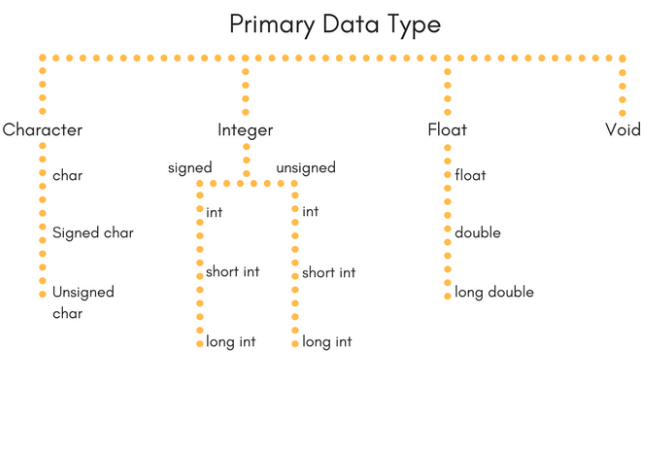 Primary Data Type
Character
Integer
Float
Void
char
Signed char
Unsigned
char
signed
unsigned
int
short int
long int
int
short int
long int
float
double
long double